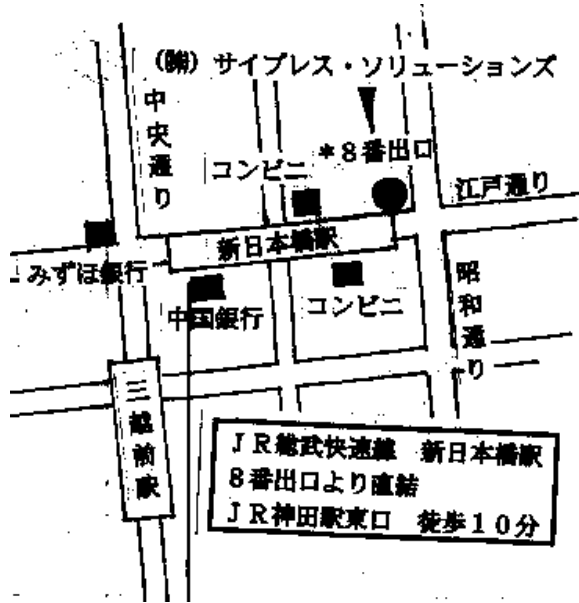 (株) サイプレス・ソリューションズ
中央通り
*8番出口
コンビニ
江戸通り
新日本橋駅
みずほ銀行
中国銀行
コンビニ
昭和通り
三越前駅
JR総武快速線 新日本橋駅
8番出口より直結
JR神田駅東口 徒歩10分